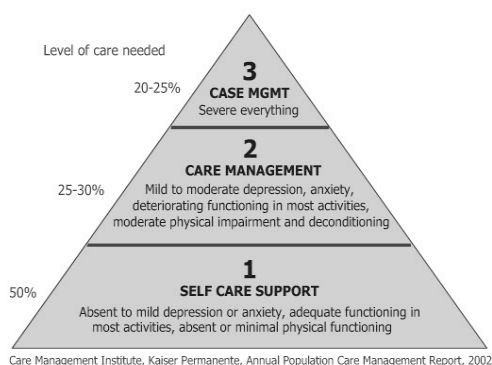 Level of care needed
20-25%
3
CASE MGMT
Severe everything
25-30%
2
CARE MANAGEMENT
Mild to moderate depression, anxiety,
deteriorating functioning in most activities,
moderate physical impairment and deconditioning
50%
1
SELF CARE SUPPORT
Absent to mild depression or anxiety, adequate functioning in
most activities, absent or minimal physical functioning
Care Management Institute, Kaiser Permanente, Annual Population Care Management Report, 2002